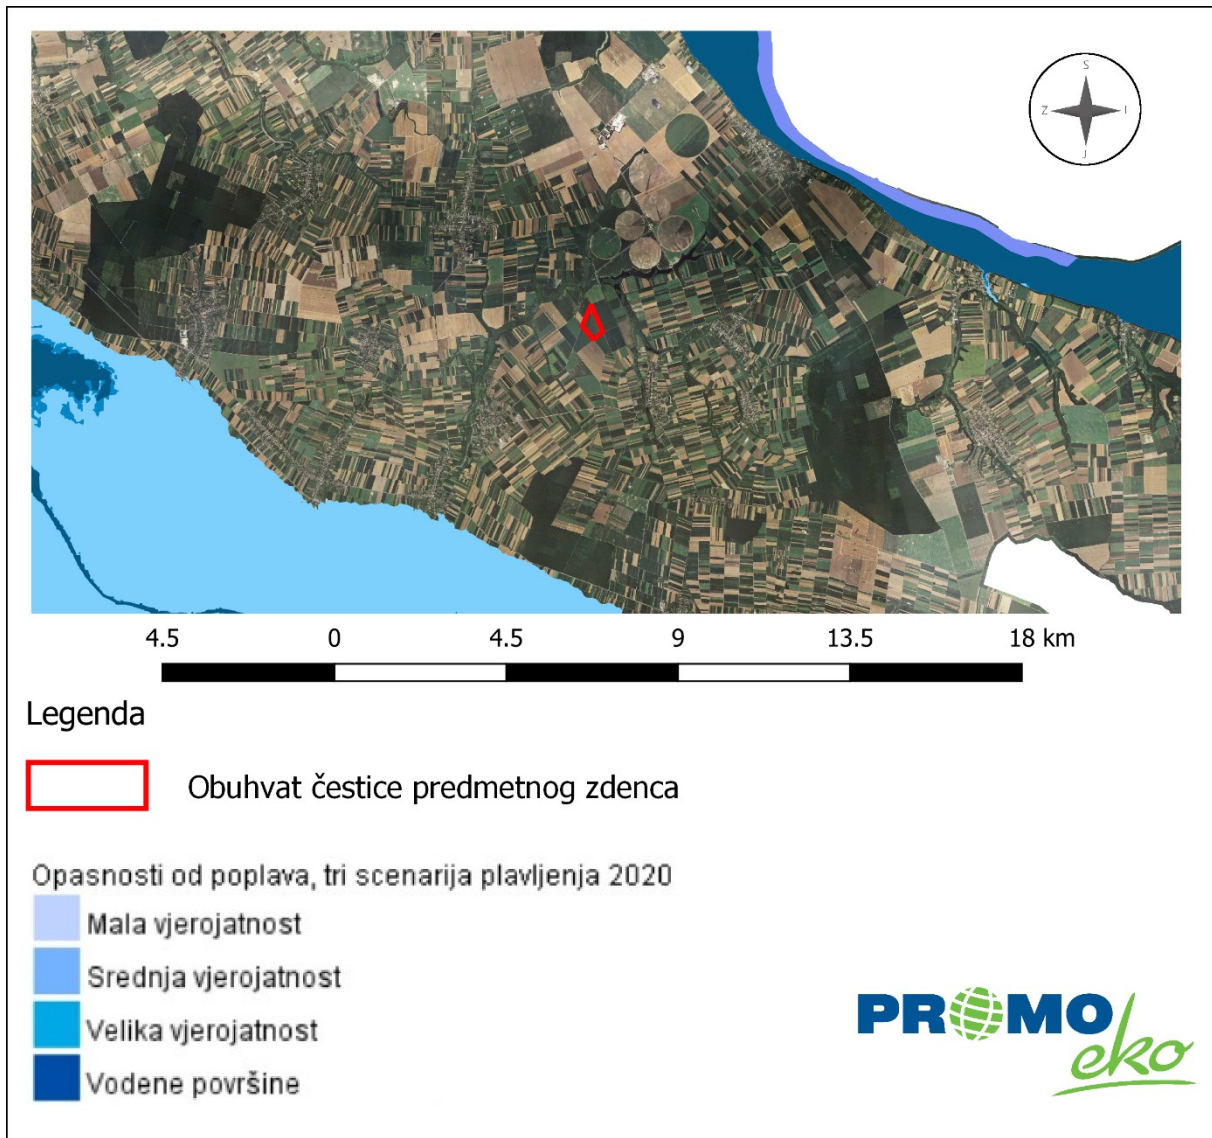 S
Z I
J
4.5 0 4.5 9 13.5 18 km
Legenda
Obuhvat čestice predmetnog zdenca
Opasnosti od poplava, tri scenarija plavljenja 2020
Mala vjerojatnost
Srednja vjerojatnost
Velika vjerojatnost
Vodene površine
PROMO
eko